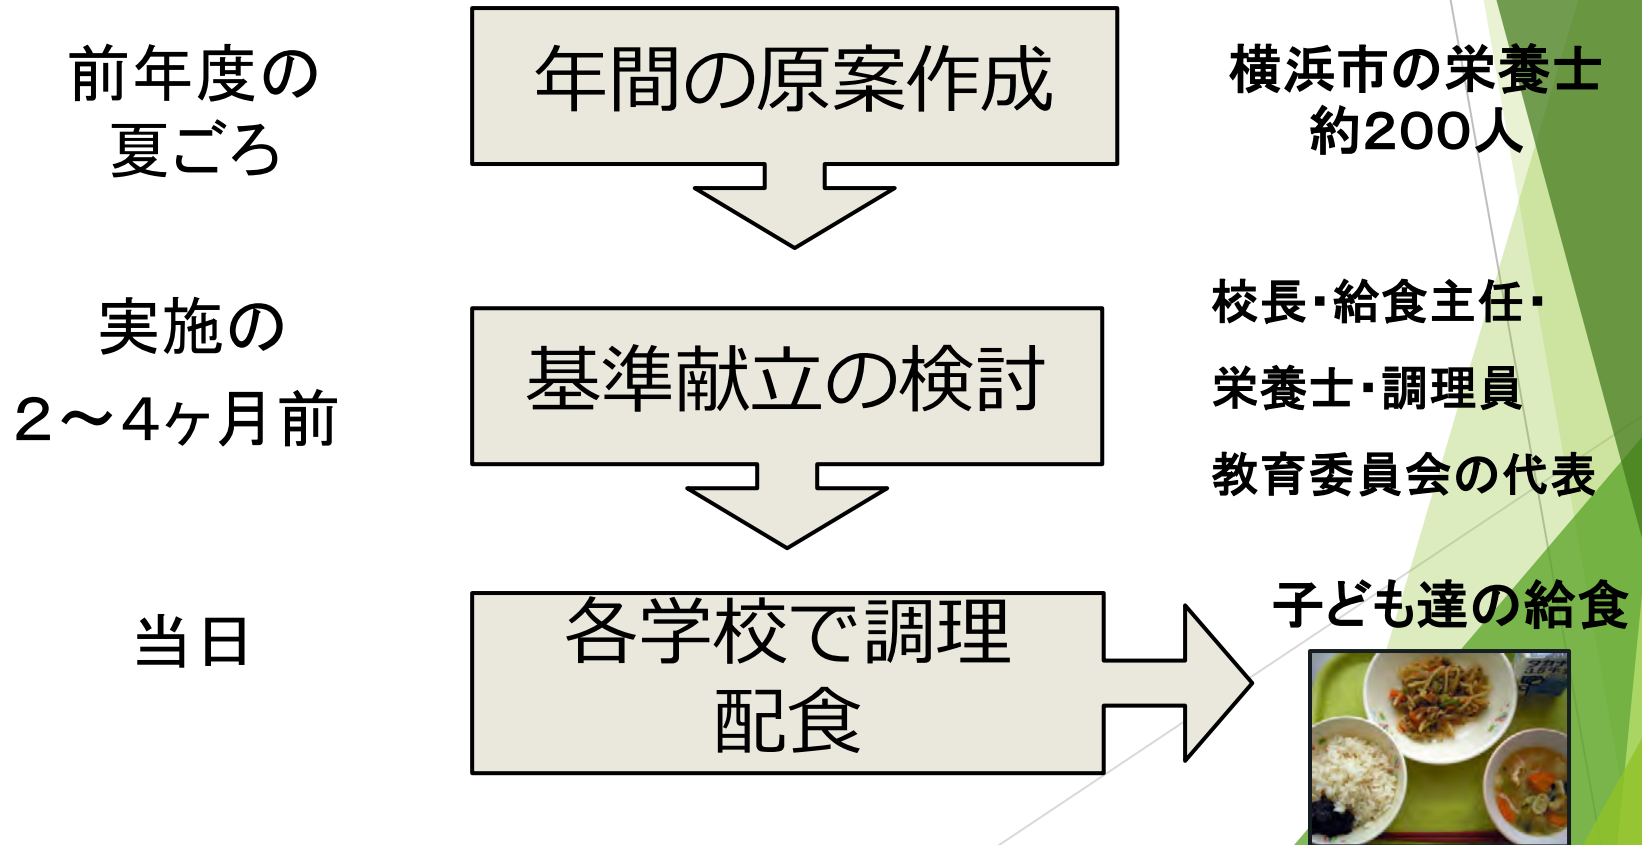 前年度の
夏ごろ
年間の原案作成
横浜市の栄養士
約200人
実施の
２～４ヶ月前
基準献立の検討
校長・給食主任・
栄養士・調理員
教育委員会の代表
当日
各学校で調理
配食
子ども達の給食